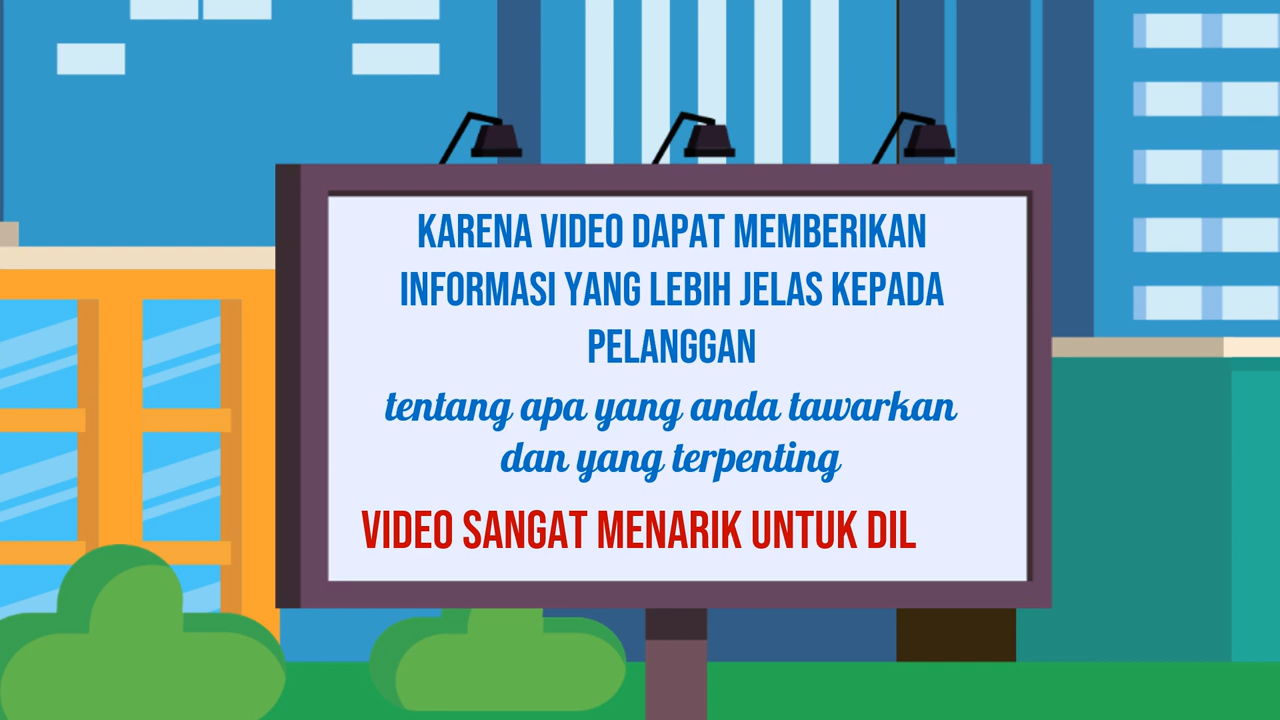 KARENA VIDEO DAPAT MEMBERIKAN
INFORMASI YANG LEBIH JELAS KEPADA
PELANGGAN
tentang apa yang anda tawarkan
dan yang terpenting
VIDEO SANGAT MENARIK UNTUK DIL